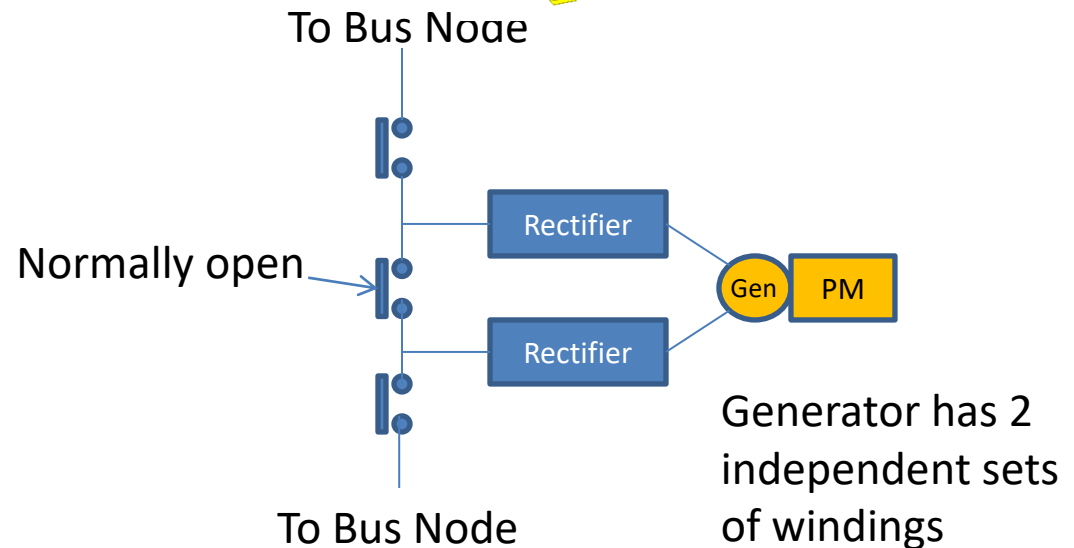 To Bus Node
Rectifier
Normally open
Gen PM
Rectifier
Generator has 2
independent sets
of windings
To Bus Node